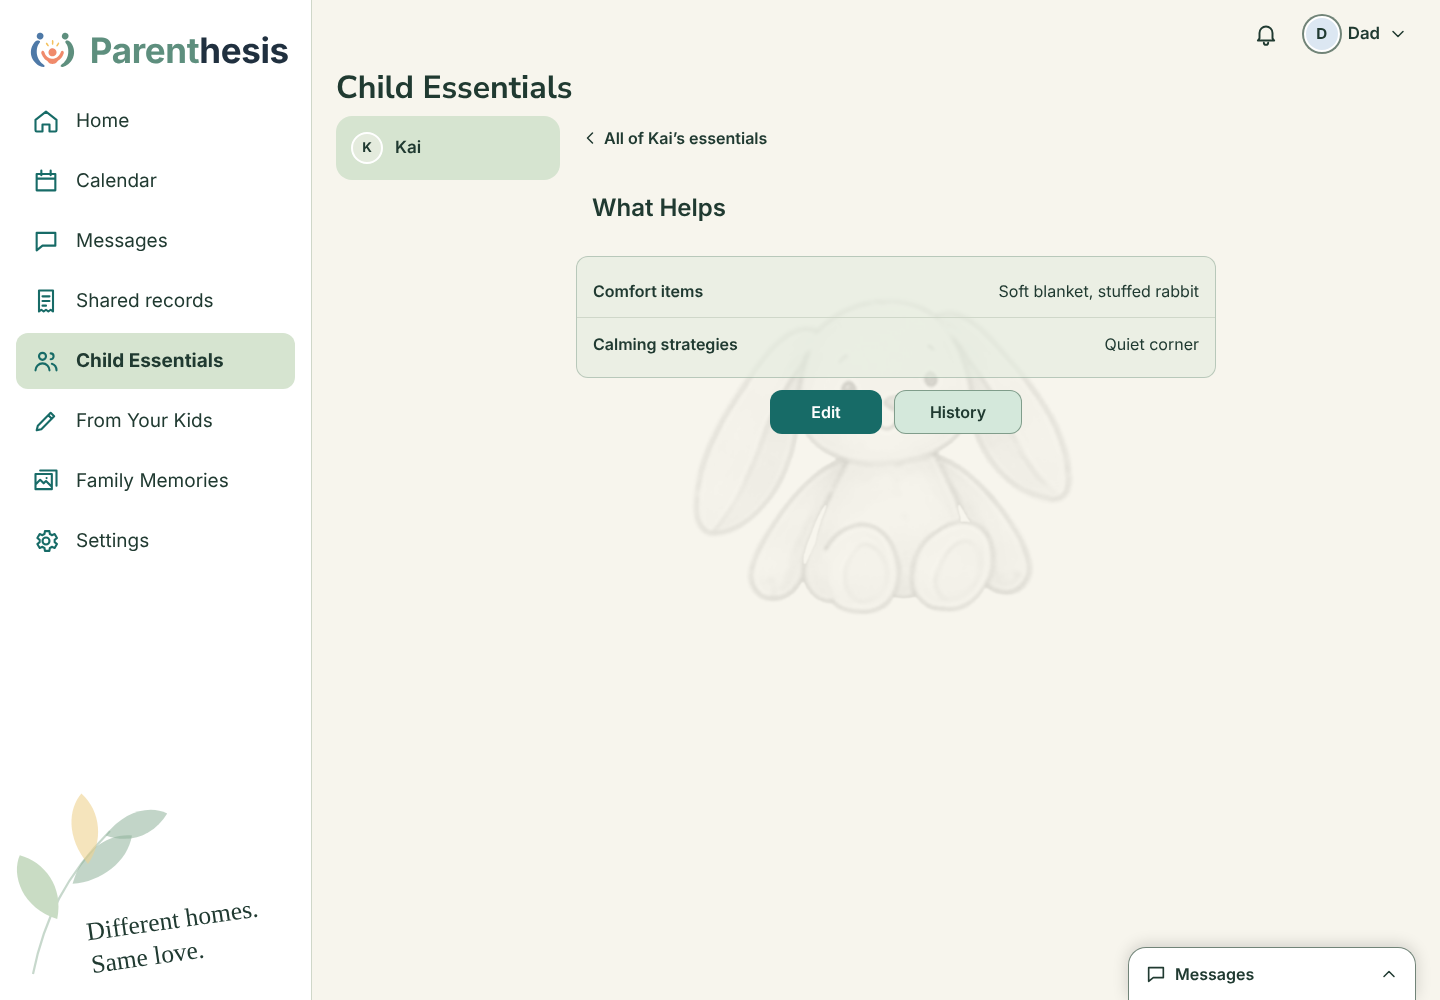 Parenthesis
Home
Calendar
Messages
Shared records
Child Essentials
From Your Kids
Family Memories
Settings
Different homes.
Same love.
D Dad
Child Essentials
K Kai
All of Kai’s essentials
What Helps
Comfort items Soft blanket, stuffed rabbit
Calming strategies Quiet corner
Edit History
Messages